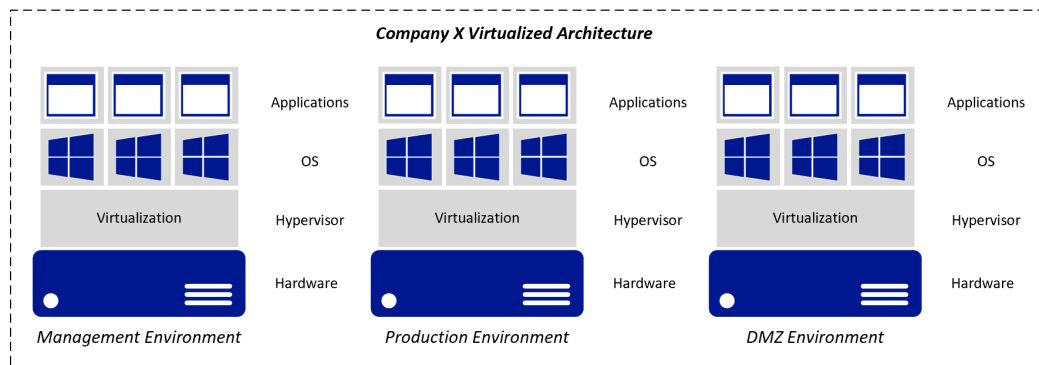 Company X Virtualized Architecture
Applications
Applications
Applications
OS
OS
OS
Virtualization
Hypervisor
Virtualization
Hypervisor
Virtualization
Hypervisor
Hardware
Hardware
Hardware
Management Environment
Production Environment
DMZ Environment